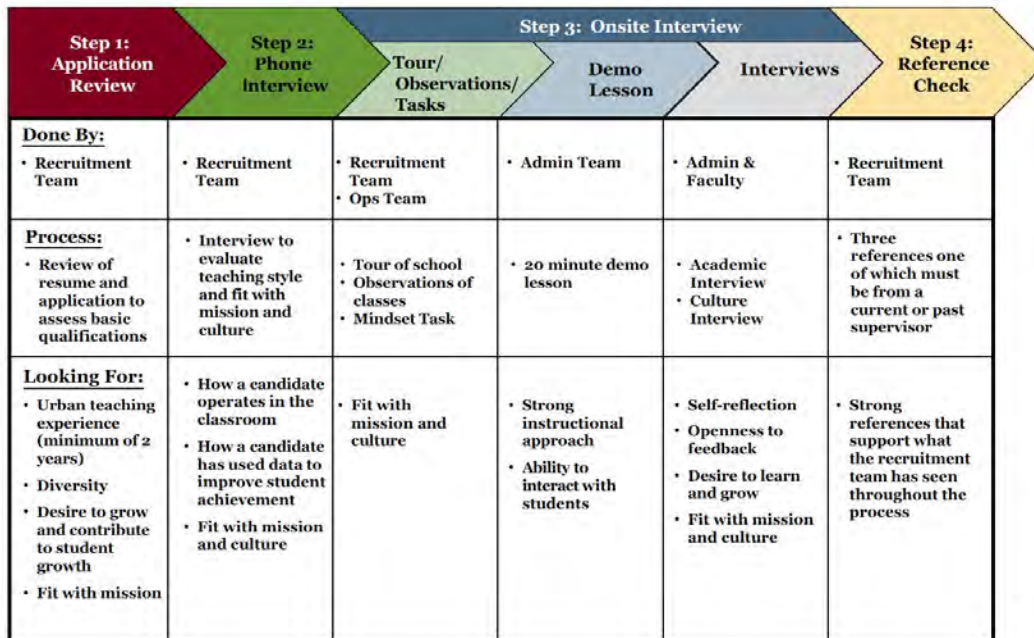 Step 1:
Application
Review
Step 2:
Phone
Interview
Step 3: Onsite Interview
Tour/
Observations/
Tasks
Demo
Lesson
Interviews
Step 4:
Reference
Check
Done By:
• Recruitment
Team
• Recruitment
Team
• Recruitment
Team
• Ops Team
• Admin Team
• Admin &
Faculty
• Recruitment
Team
Process:
• Review of
resume and
application to
assess basic
qualifications
• Interview to
evaluate
teaching style
and fit with
mission and
culture
• Tour of school
• Observations of
classes
• Mindset Task
• 20 minute demo
lesson
• Academic
Interview
• Culture
Interview
• Three
references one
of which must
be from a
current or past
supervisor
Looking For:
• Urban teaching
experience
(minimum of 2
years)
• Diversity
• Desire to grow
and contribute
to student
growth
• Fit with mission
• How a candidate
operates in the
classroom
• How a candidate
has used data to
improve student
achievement
• Fit with mission
and culture
• Fit with
mission and
culture
• Strong
instructional
approach
• Ability to
interact with
students
• Self-reflection
• Openness to
feedback
• Desire to learn
and grow
• Fit with mission
and culture
• Strong
references that
support what
the recruitment
team has seen
throughout the
process